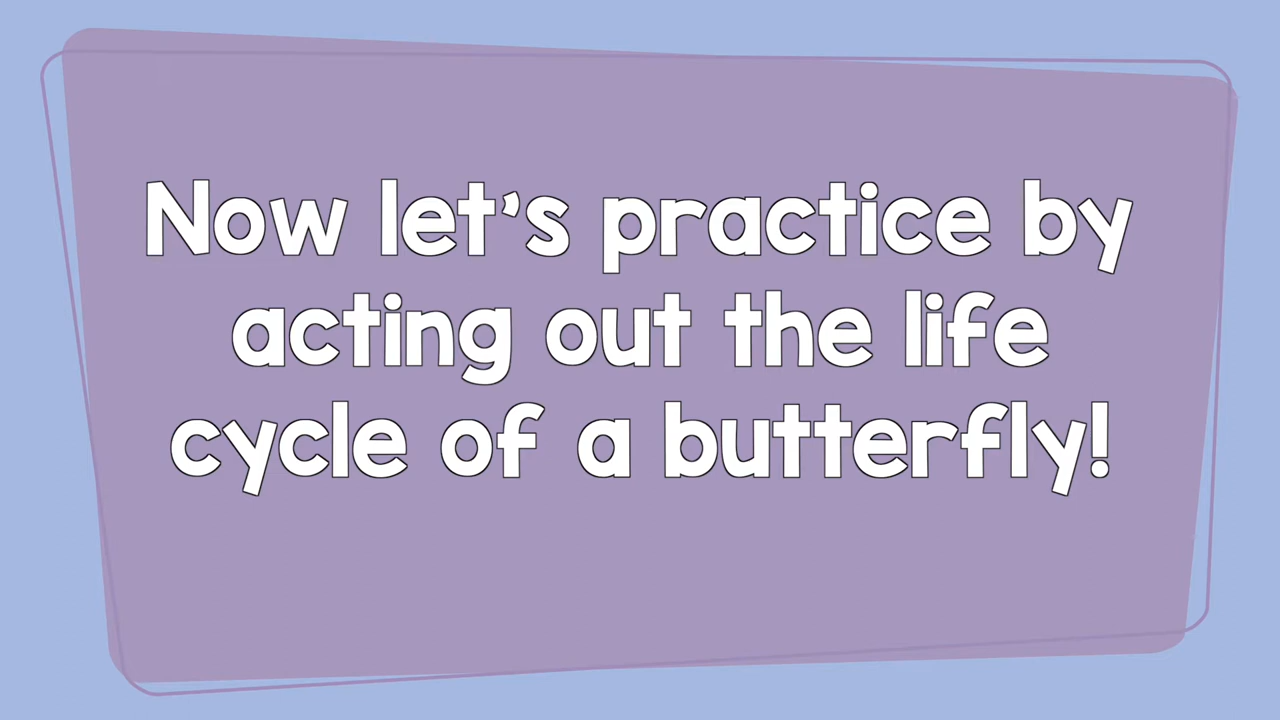 Now let's practice by
acting out the life
cycle of a butterfly!